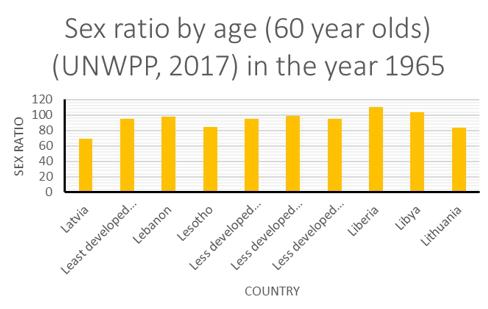 Sex ratio by age (60 year olds)
(UNWPP, 2017) in the year 1965
120
100
80
60
40
20
0
SEX RATIO
Latvia
Least developed...
Lebanon
Lesotho
Less developed...
Less developed...
Less developed...
Liberia
Libya
Lithuania
COUNTRY